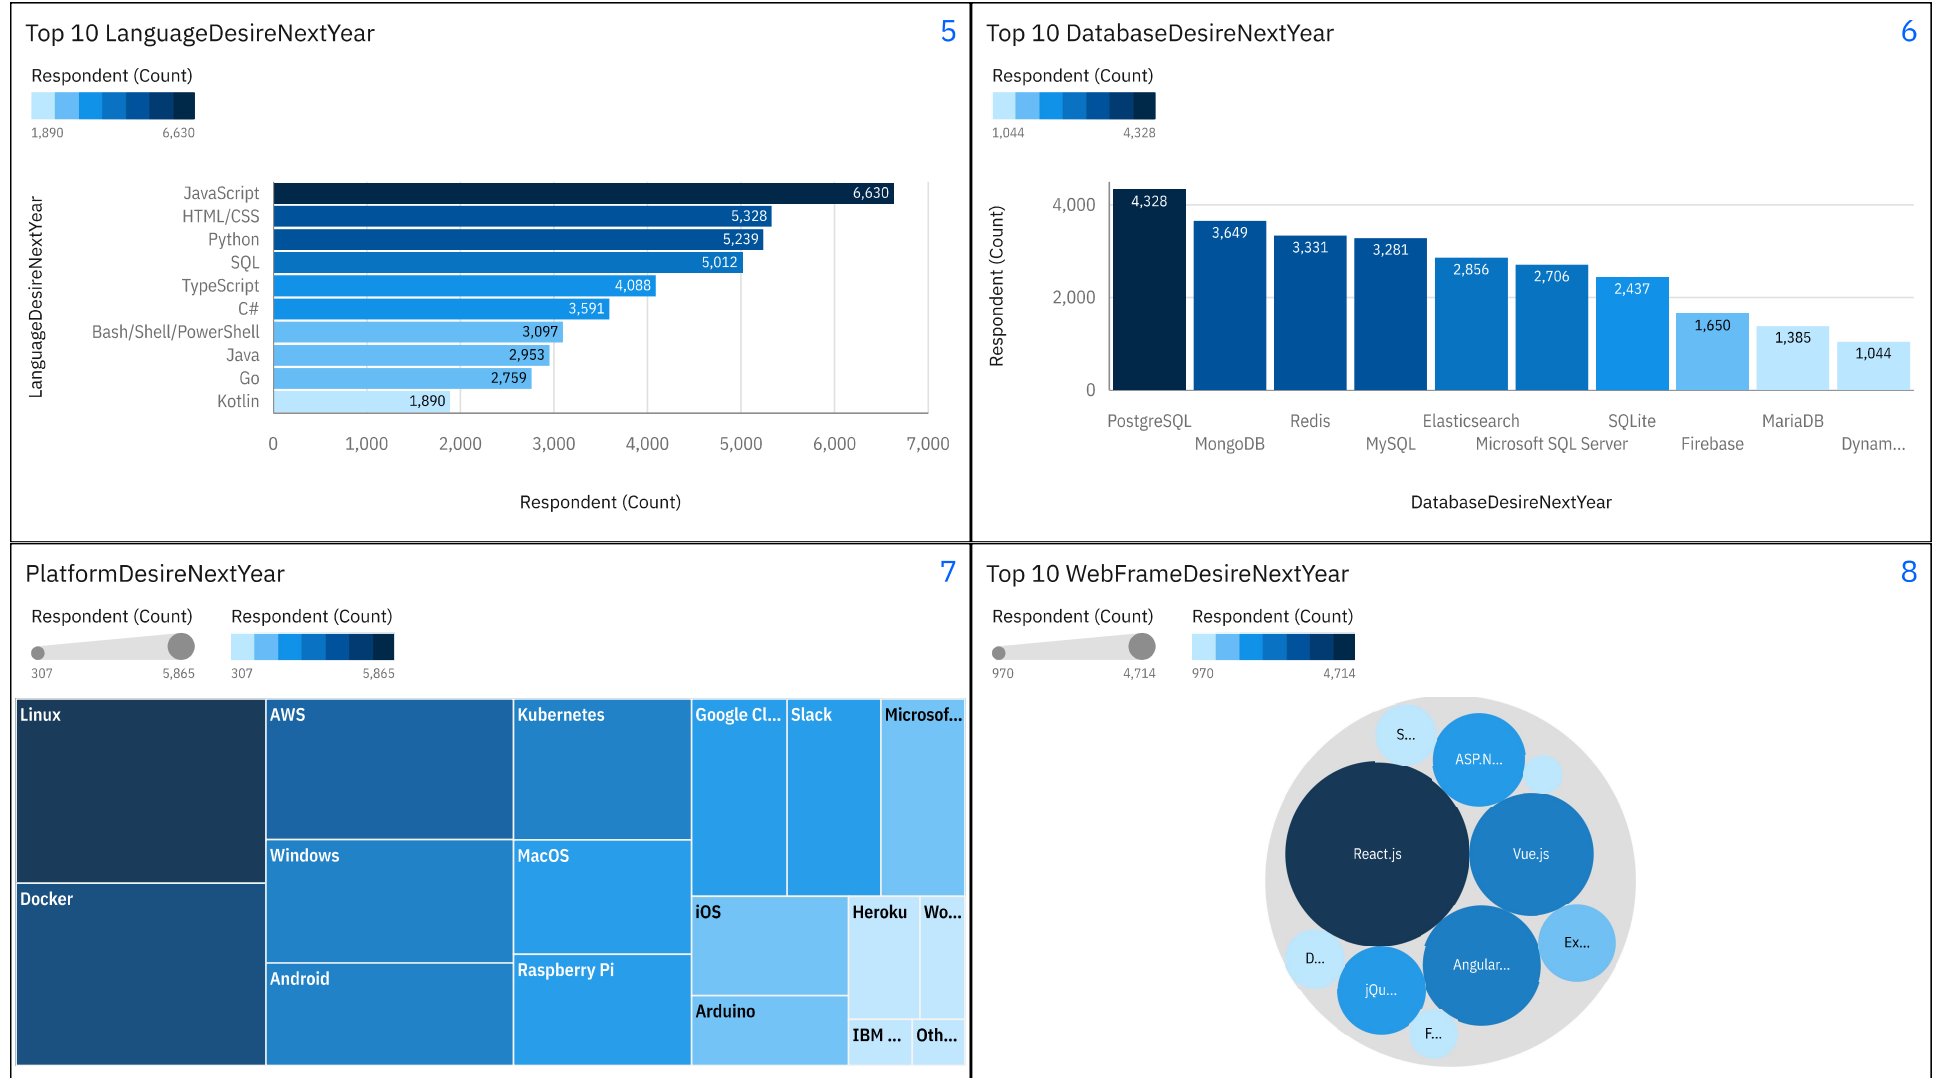 Top 10 LanguageDesireNextYear
5
Respondent (Count)
1,890 6,630
LanguageDesireNextYear
JavaScript 6,630
HTML/CSS 5,328
Python 5,239
SQL 5,012
TypeScript 4,088
C# 3,591
Bash/Shell/PowerShell 3,097
Java 2,953
Go 2,759
Kotlin 1,890
0 1,000 2,000 3,000 4,000 5,000 6,000 7,000
Respondent (Count)
Top 10 DatabaseDesireNextYear
6
Respondent (Count)
1,044 4,328
Respondent (Count)
4,000
2,000
0
4,328 3,649 3,331 3,281 2,856 2,706 2,437 1,650 1,385 1,044
PostgreSQL Redis Elasticsearch SQLite MariaDB
MongoDB MySQL Microsoft SQL Server Firebase Dynam...
DatabaseDesireNextYear
PlatformDesireNextYear
7
Respondent (Count) Respondent (Count)
307 5,865 307 5,865
Linux
Docker
AWS
Windows
Android
Kubernetes
MacOS
Raspberry Pi
Google Cl...
Slack
Microsof...
iOS
Arduino
Heroku
Wo...
IBM ...
Oth...
Top 10 WebFrameDesireNextYear
8
Respondent (Count) Respondent (Count)
970 4,714 970 4,714
S...
ASP.N...
React.js
Vue.js
Ex...
D...
Angular...
jQu...
F...